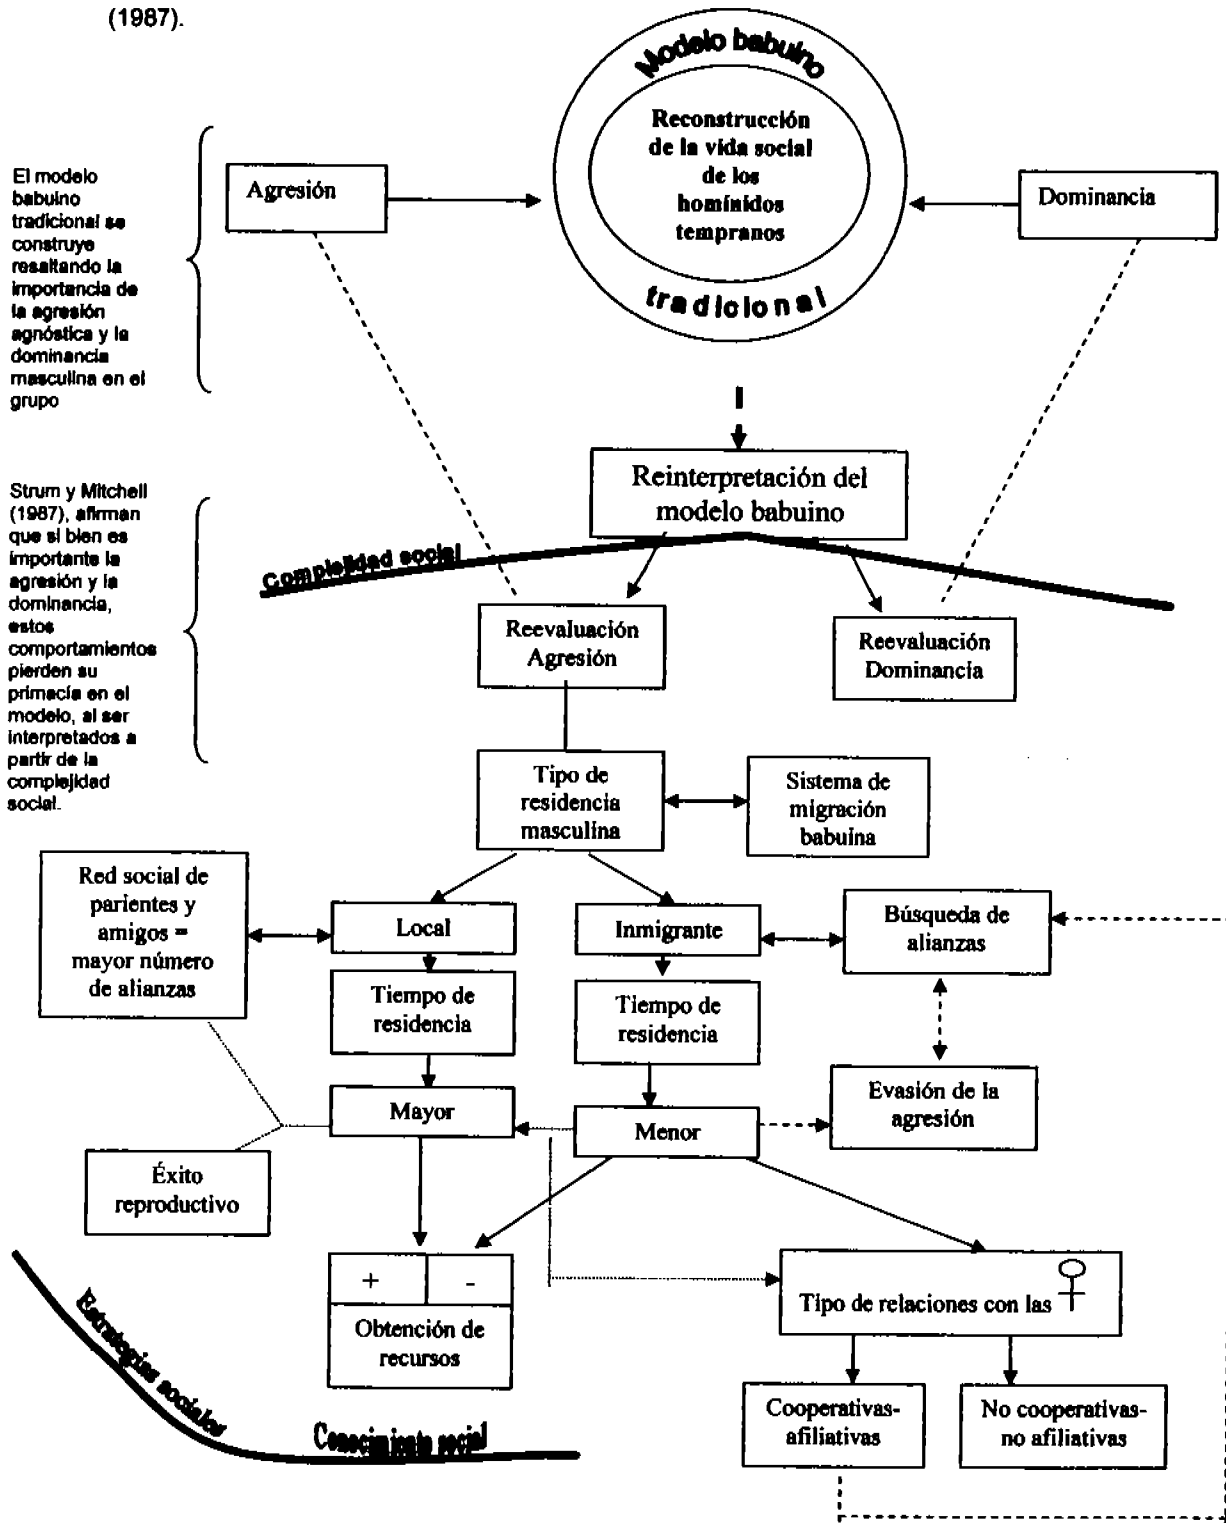 (1987).
Modelo babuino
Reconstrucción
de la vida social
de los
homínidos
tempranos
tradicional
Agresión
Dominancia
El modelo
babuino
tradicional se
construye
resaltando la
importancia de
la agresión
agnóstica y la
dominancia
masculina en el
grupo
Reinterpretación del
modelo babuino
Strum y Mitchell
(1987), afirman
que si bien es
importante la
agresión y la
dominancia,
estos
comportamientos
pierden su
primacía en el
modelo, al ser
interpretados a
partir de la
complejidad
social.
Complejidad social
Reevaluación
Agresión
Reevaluación
Dominancia
Tipo de
residencia
masculina
Sistema de
migración
babuina
Red social de
parientes y
amigos =
mayor número
de alianzas
Local
Inmigrante
Búsqueda de
alianzas
Tiempo de
residencia
Tiempo de
residencia
Mayor
Menor
Evasión de la
agresión
Éxito
reproductivo
+ -
Obtención de
recursos
Tipo de relaciones con las ♀
Estrategias sociales
Conocimiento social
Cooperativas-
afiliativas
No cooperativas-
no afiliativas